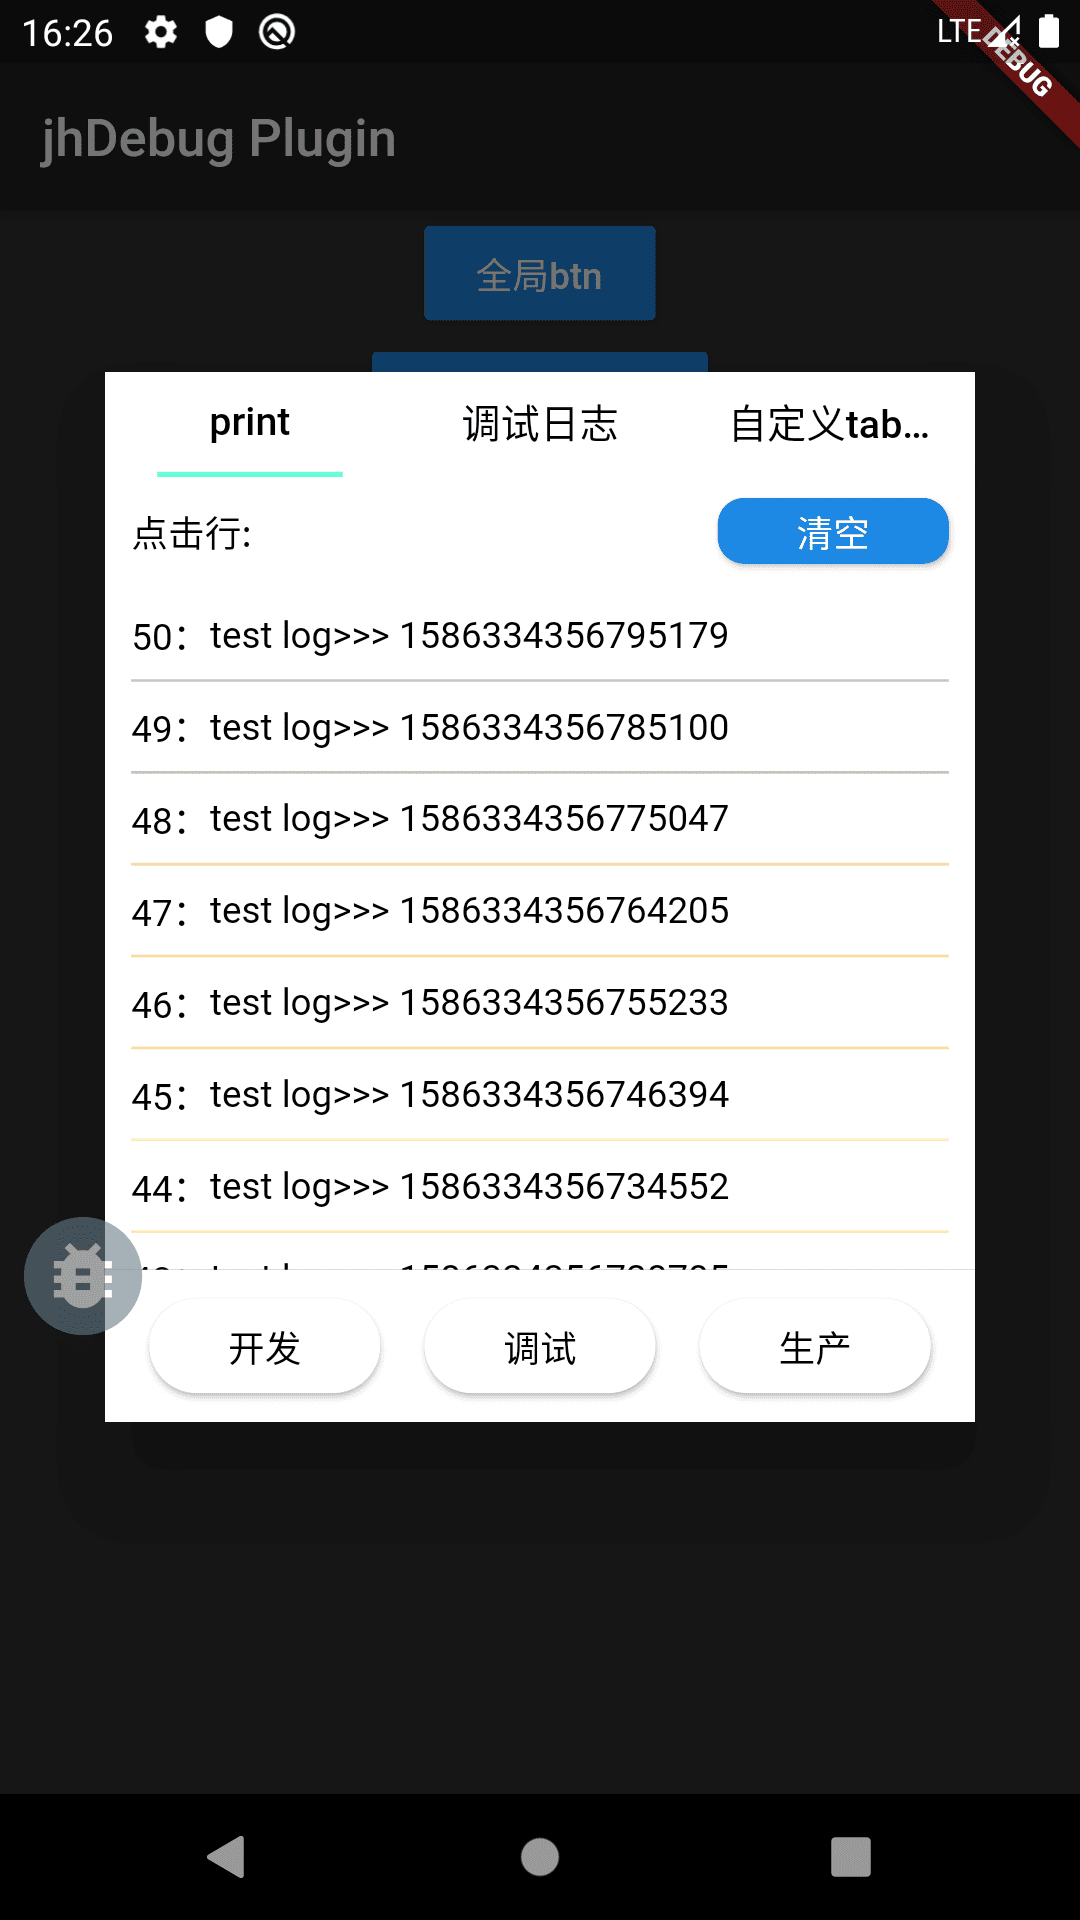 16:26 LTE
DEBUG
jhDebug Plugin
全局btn
print 调试日志 自定义tab...
点击行: 清空
50： test log>>> 1586334356795179
49： test log>>> 1586334356785100
48： test log>>> 1586334356775047
47： test log>>> 1586334356764205
46： test log>>> 1586334356755233
45： test log>>> 1586334356746394
44： test log>>> 1586334356734552
开发 调试 生产